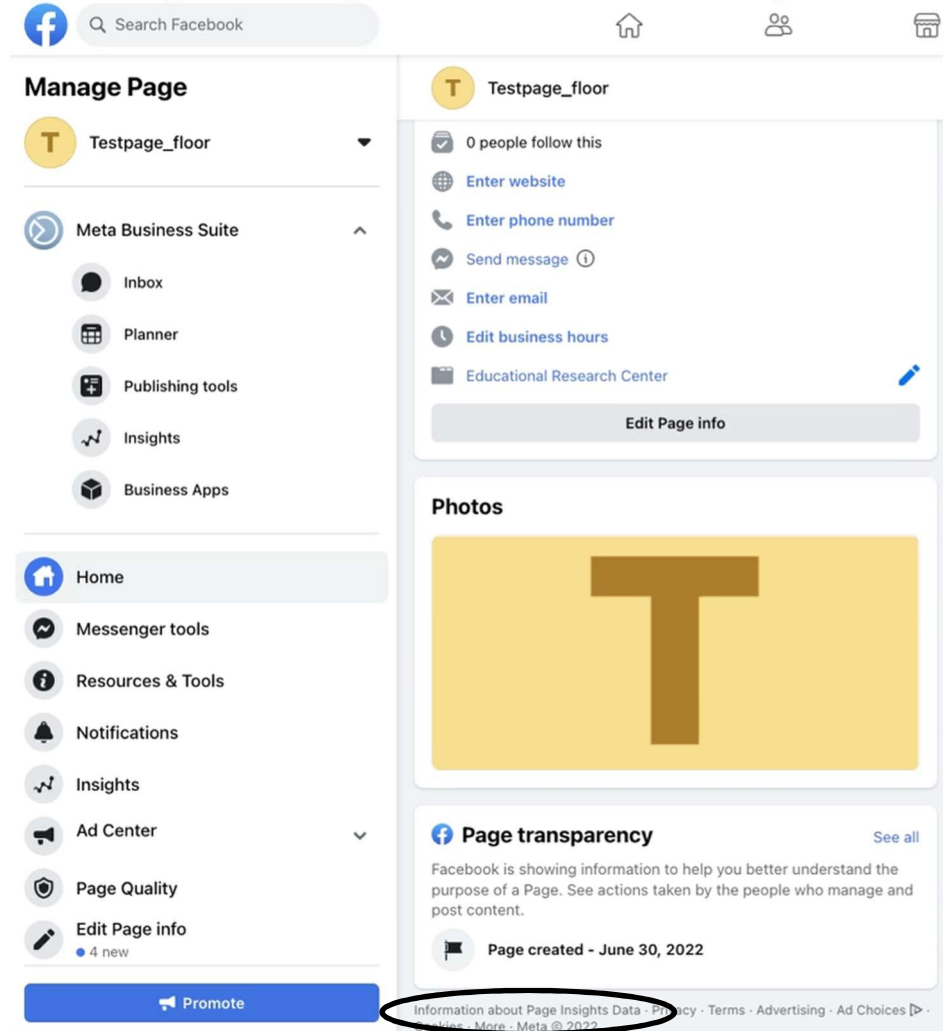 Search Facebook
Manage Page
T
Testpage_floor
Meta Business Suite
Inbox
Planner
Publishing tools
Insights
Business Apps
Home
Messenger tools
Resources & Tools
Notifications
Insights
Ad Center
Page Quality
Edit Page info
4 new
Promote
T
Testpage_floor
0 people follow this
Enter website
Enter phone number
Send message
Enter email
Edit business hours
Educational Research Center
Edit Page info
Photos
T
Page transparency
See all
Facebook is showing information to help you better understand the
purpose of a Page. See actions taken by the people who manage and
post content.
Page created - June 30, 2022
Information about Page Insights Data · Privacy · Terms · Advertising · Ad Choices ·
Cookies · More · Meta © 2022